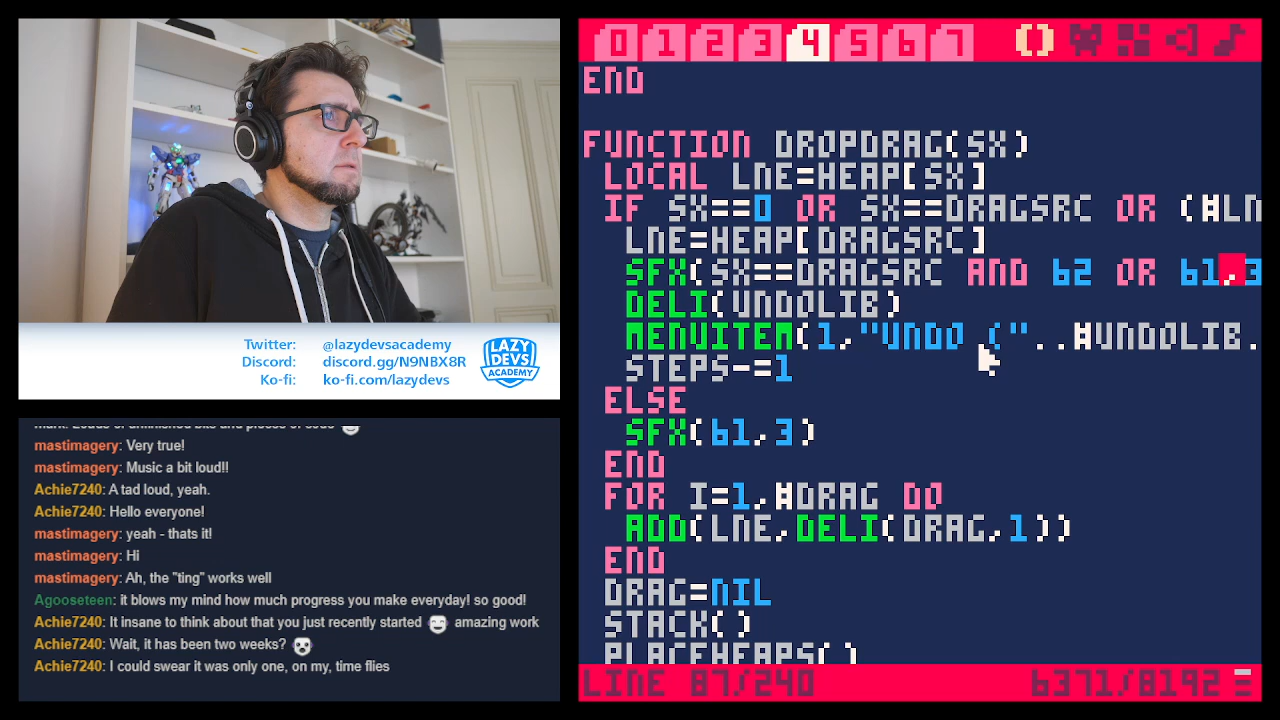 Twitter: @lazydevsacademy
Discord: discord.gg/N9NBX8R
Ko-fi: ko-fi.com/lazydevs
LAZY DEVS ACADEMY
mastimagery: Very true!
mastimagery: Music a bit loud!!
Achie7240: A tad loud, yeah.
Achie7240: Hello everyone!
mastimagery: yeah - thats it!
mastimagery: Hi
mastimagery: Ah, the "ting" works well
Agooseteen: it blows my mind how much progress you make everyday! so good!
Achie7240: It insane to think about that you just recently started amazing work
Achie7240: Wait, it has been two weeks?
Achie7240: I could swear it was only one, on my, time flies
0 1 2 3 4 5 6 7 ()
END
FUNCTION DROPDRAG(SX)
LOCAL LNE=HEAP[SX]
IF SX==0 OR SX==DRAGSRC OR (#LN
LNE=HEAP[DRAGSRC]
SFX(SX==DRAGSRC AND 62 OR 61,3
DELI(UNDOLIB)
MENUITEM(1,"UNDO ("..#UNDOLIB.
STEPS-=1
ELSE
SFX(61,3)
END
FOR I=1,#DRAG DO
ADD(LNE,DELI(DRAG,1))
END
DRAG=NIL
STACK()
PLACEHEAPS()
LINE 87/240 6371/8192